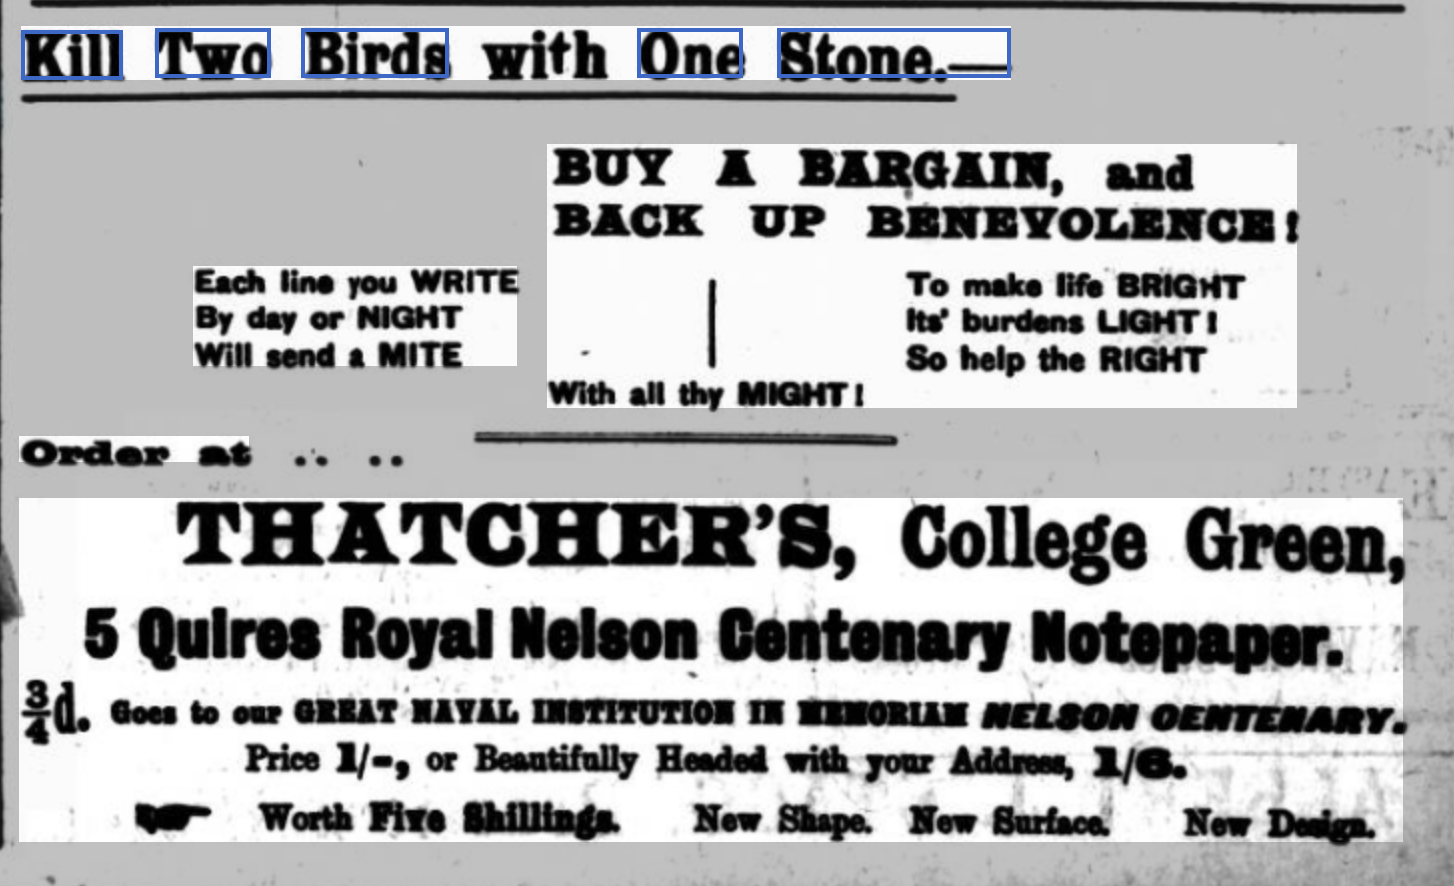 Kill Two Birds with One Stone.—
BUY A BARGAIN, and
BACK UP BENEVOLENCE!
Each line you WRITE
By day or NIGHT
Will send a MITE
To make life BRIGHT
Its' burdens LIGHT!
So help the RIGHT
With all thy MIGHT!
Order at .. ..
THATCHER'S, College Green,
5 Quires Royal Nelson Centenary Notepaper.
¾d. Goes to our GREAT NAVAL INSTITUTION IN MEMORIAM NELSON CENTENARY.
Price 1/-, or Beautifully Headed with your Address, 1/6.
Worth Five Shillings. New Shape. New Surface. New Design.